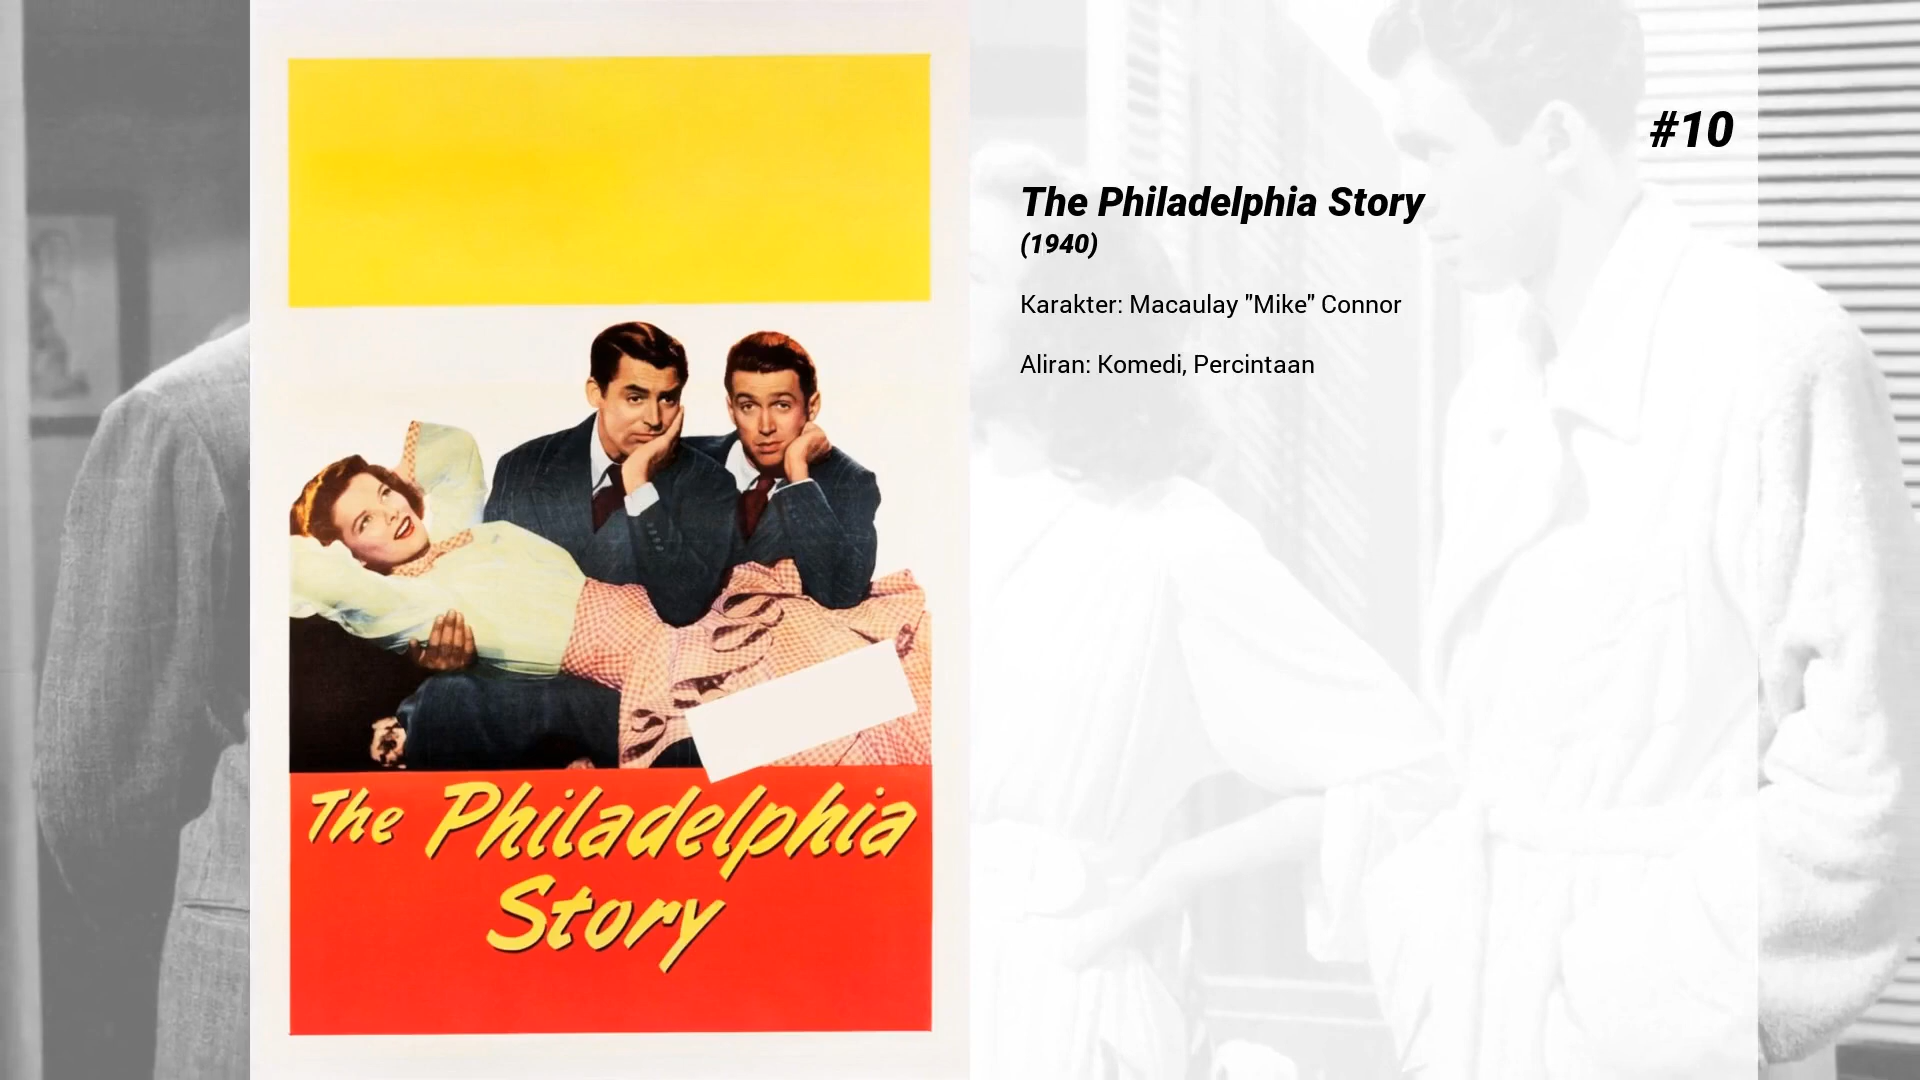 The Philadelphia
Story
#10
The Philadelphia Story
(1940)
Karakter: Macaulay "Mike" Connor
Aliran: Komedi, Percintaan